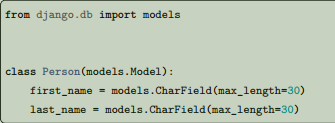 from django.db import models
class Person(models.Model):
    first_name = models.CharField(max_length=30)
    last_name = models.CharField(max_length=30)